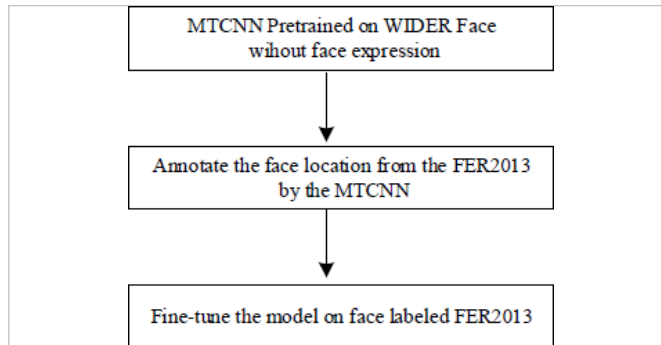 MTCNN Pretrained on WIDER Face
wihout face expression
Annotate the face location from the FER2013
by the MTCNN
Fine-tune the model on face labeled FER2013